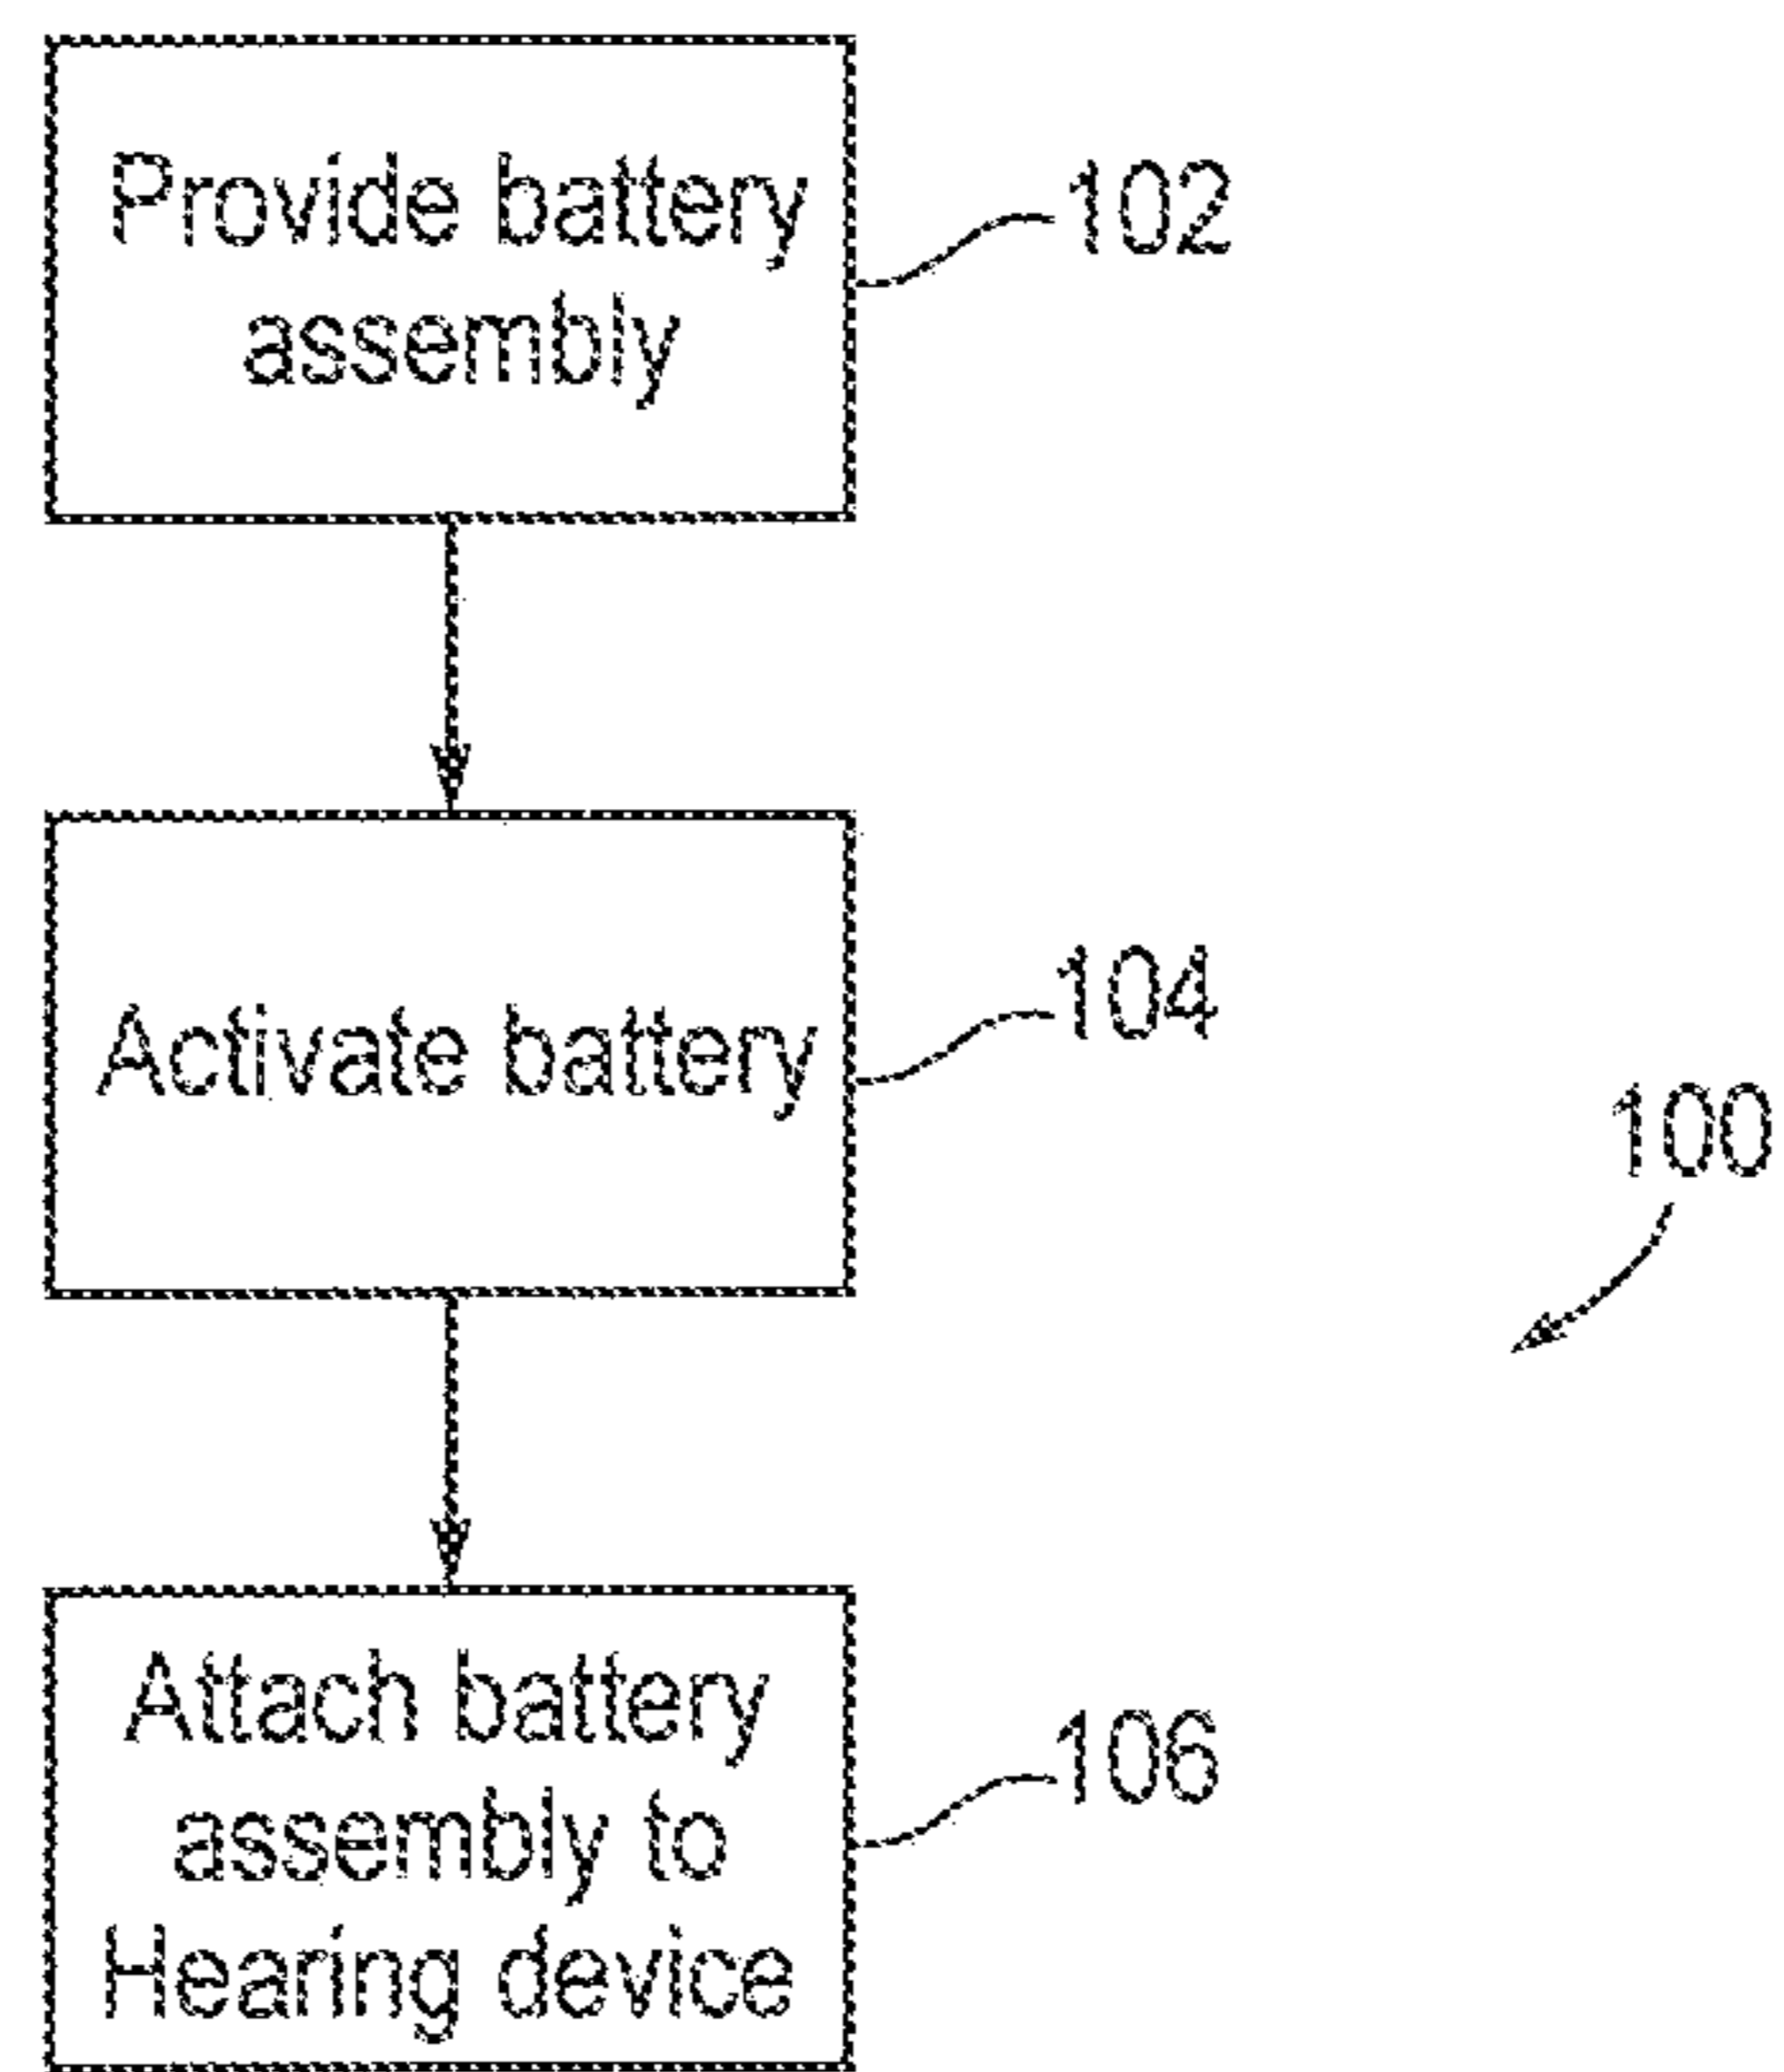 Provide battery
assembly
102
Activate battery
104
100
Attach battery
assembly to
Hearing device
106